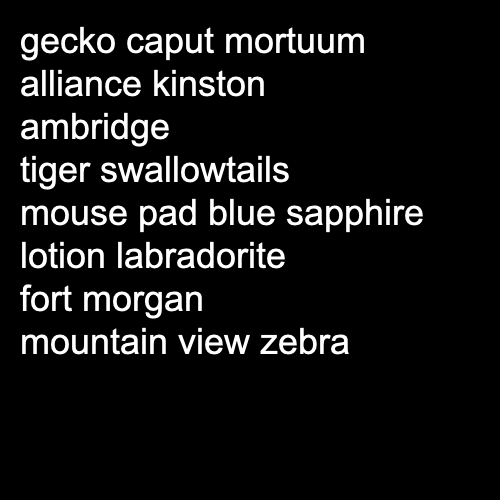 gecko caput mortuum
alliance kinston
ambridge
tiger swallowtails
mouse pad blue sapphire
lotion labradorite
fort morgan
mountain view zebra